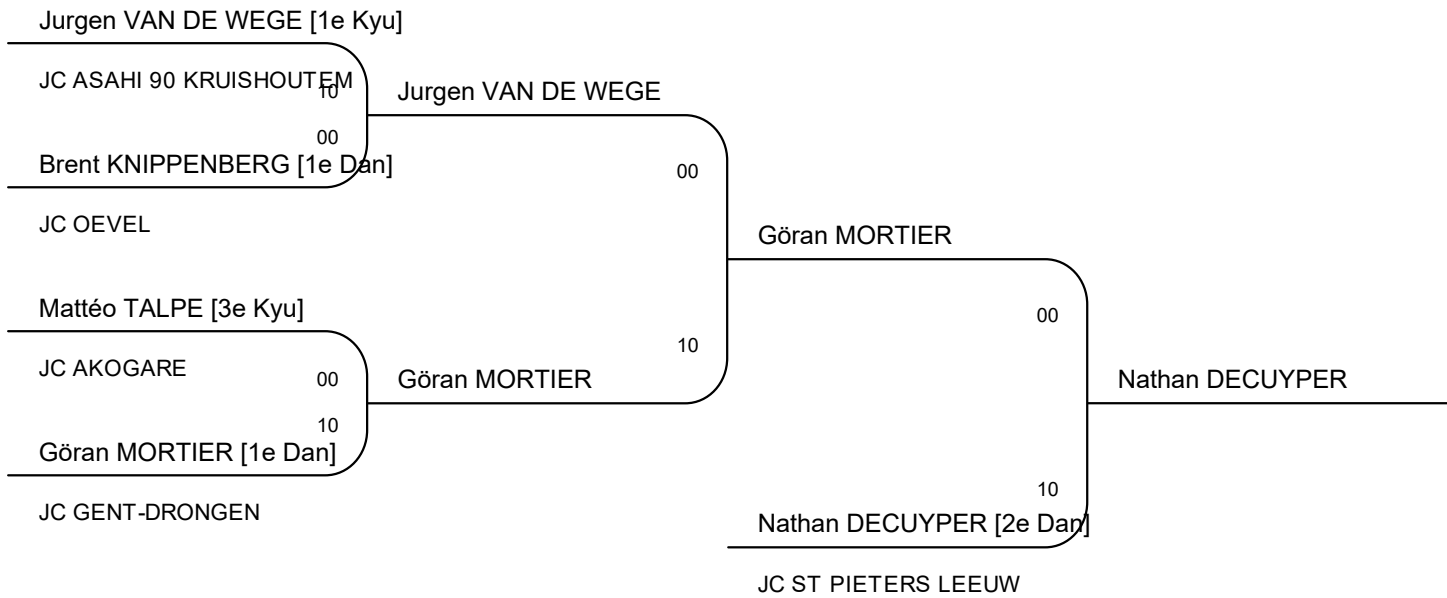 Jurgen VAN DE WEGE [1e Kyu]
JC ASAHI 90 KRUISHOUTEM
10
Jurgen VAN DE WEGE
00
Brent KNIPPENBERG [1e Dan]
00
JC OEVEL
Göran MORTIER
Mattéo TALPE [3e Kyu]
00
10
JC AKOGARE
00
Göran MORTIER
Nathan DECUYPER
10
Göran MORTIER [1e Dan]
10
JC GENT-DRONGEN
Nathan DECUYPER [2e Dan]
JC ST PIETERS LEEUW